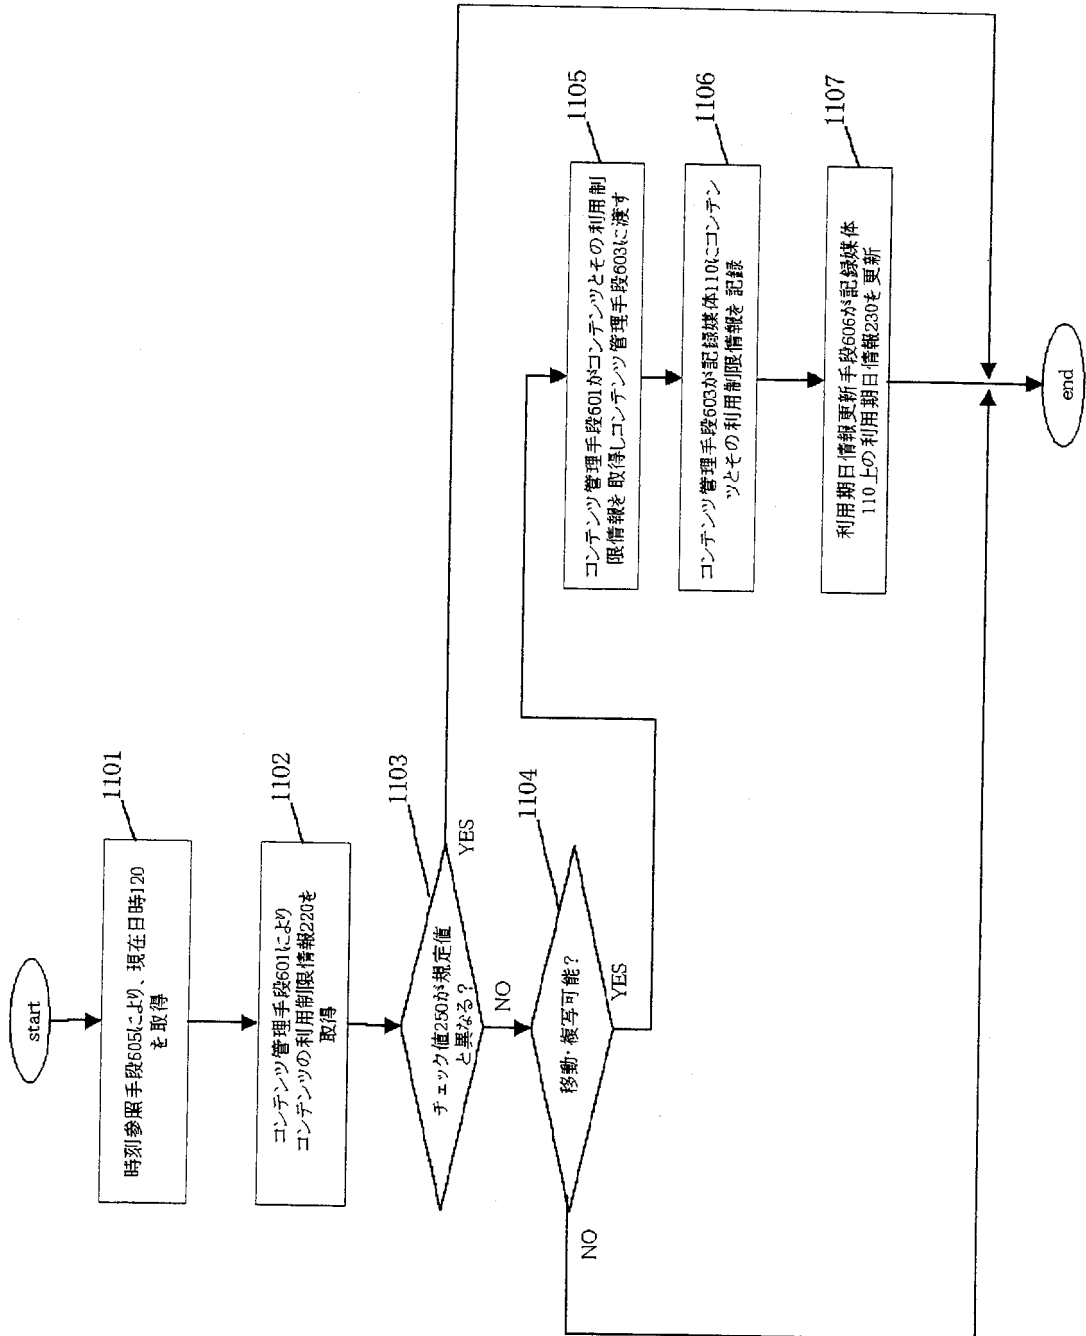 start
1101
時刻参照手段605により、現在日時120
を取得
1102
コンテンツ管理手段601により
コンテンツの利用制限情報220を
取得
1103
チェック値250が規定値
と異なる?
YES
NO
1104
移動・複写可能?
YES
NO
1105
コンテンツ管理手段601がコンテンツとその利用制
限情報を取得しコンテンツ管理手段603に渡す
1106
コンテンツ管理手段603が記録媒体110にコンテン
ツとその利用制限情報を記録
1107
利用期日情報更新手段606が記録媒体
110上の利用期日情報230を更新
end